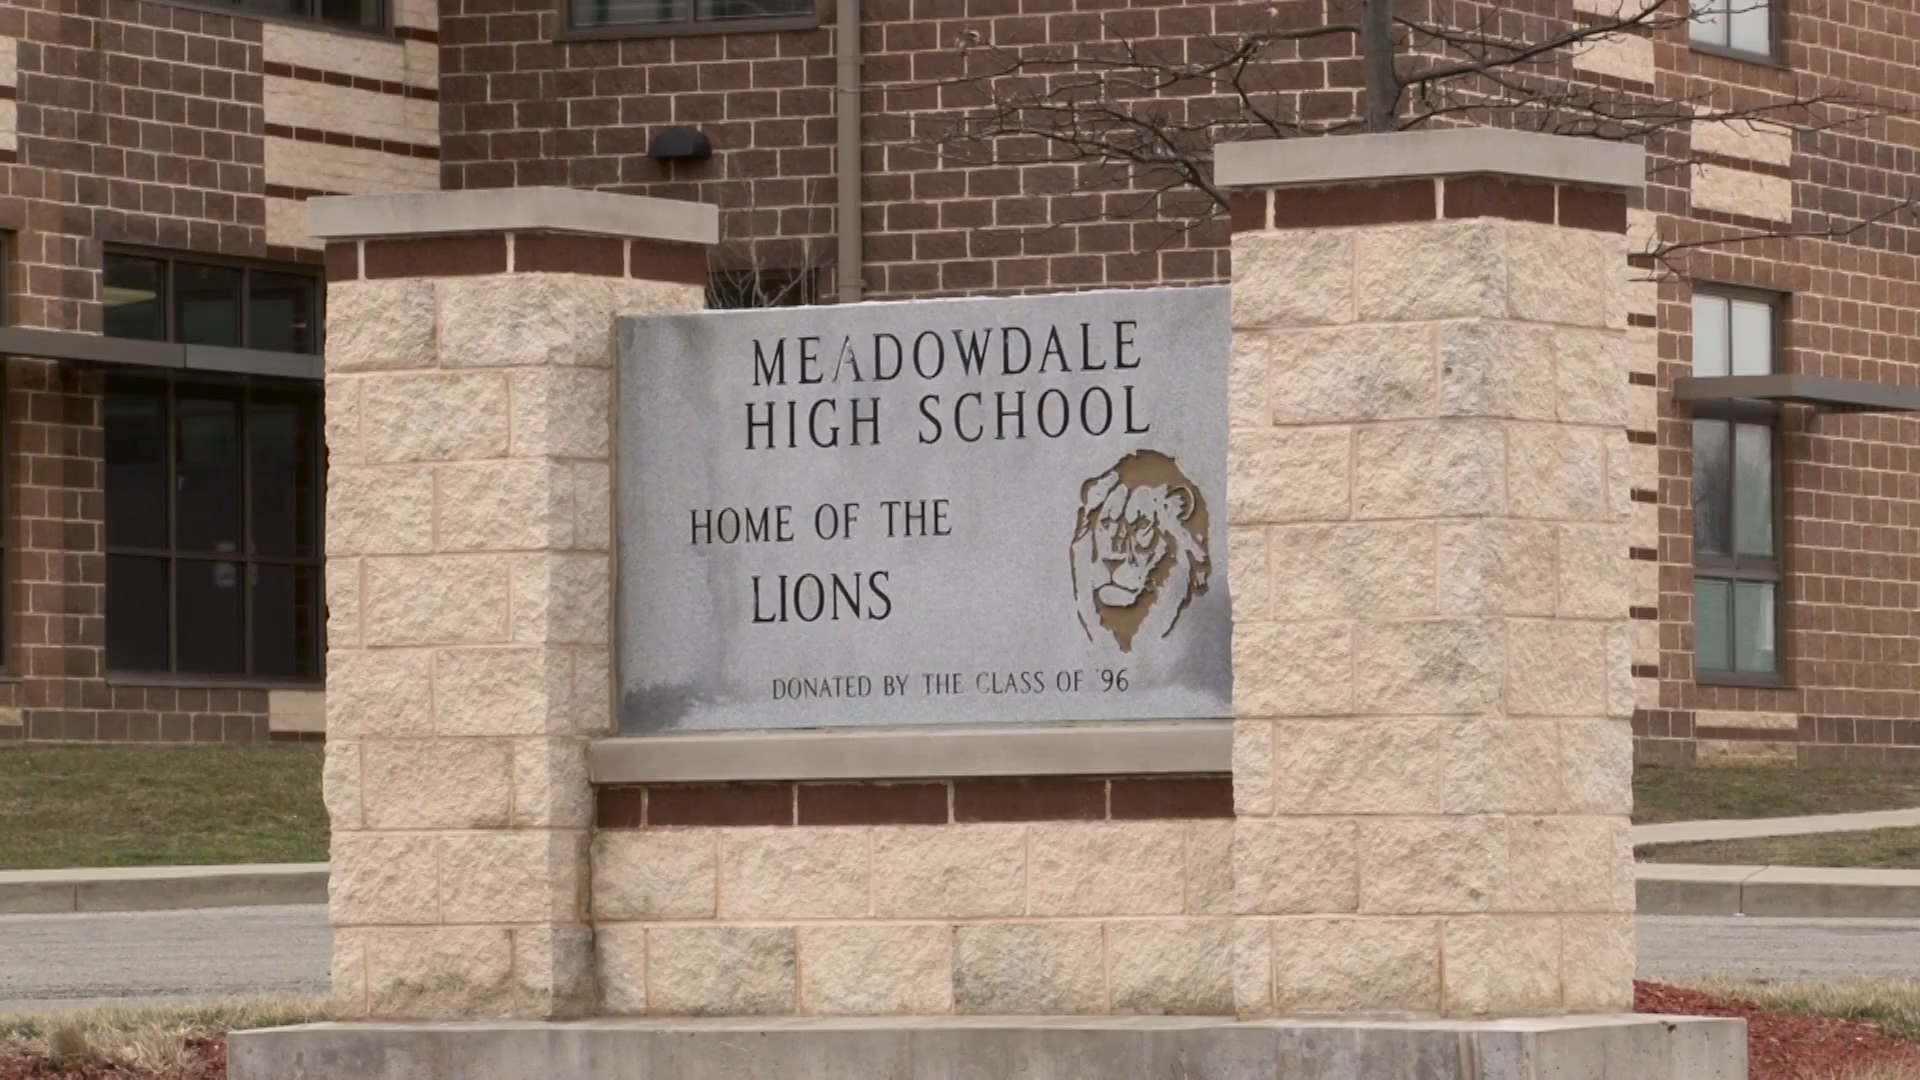 MEADOWDALE
HIGH SCHOOL
HOME OF THE
LIONS
DONATED BY THE CLASS OF '96